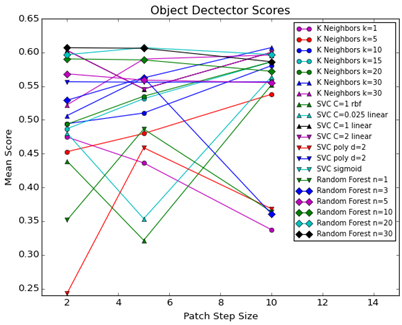 Object Dectector Scores
0.65
0.60
0.55
0.50
0.45
0.40
0.35
0.30
0.25
Mean Score
2
4
6
8
10
12
14
Patch Step Size
K Neighbors k=1
K Neighbors k=5
K Neighbors k=10
K Neighbors k=15
K Neighbors k=20
K Neighbors k=30
K Neighbors k=30
SVC C=1 rbf
SVC C=0.025 linear
SVC C=1 linear
SVC C=2 linear
SVC poly d=2
SVC poly d=2
SVC sigmoid
Random Forest n=1
Random Forest n=3
Random Forest n=5
Random Forest n=10
Random Forest n=20
Random Forest n=30